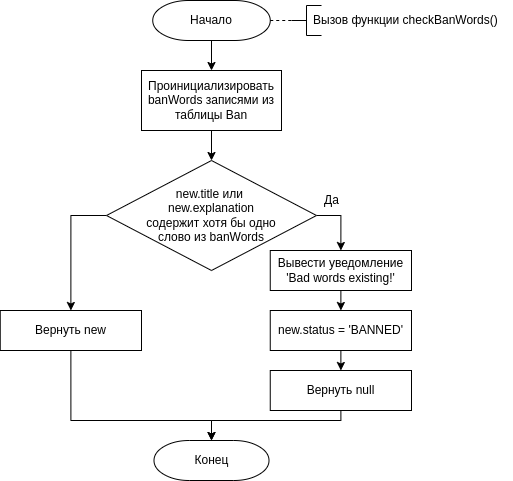 Начало
Вызов функции checkBanWords()
Проинициализировать
banWords записями из
таблицы Ban
new.title или
new.explanation
содержит хотя бы одно
слово из banWords
Да
Вывести уведомление
'Bad words existing!'
Вернуть new
new.status = 'BANNED'
Вернуть null
Конец